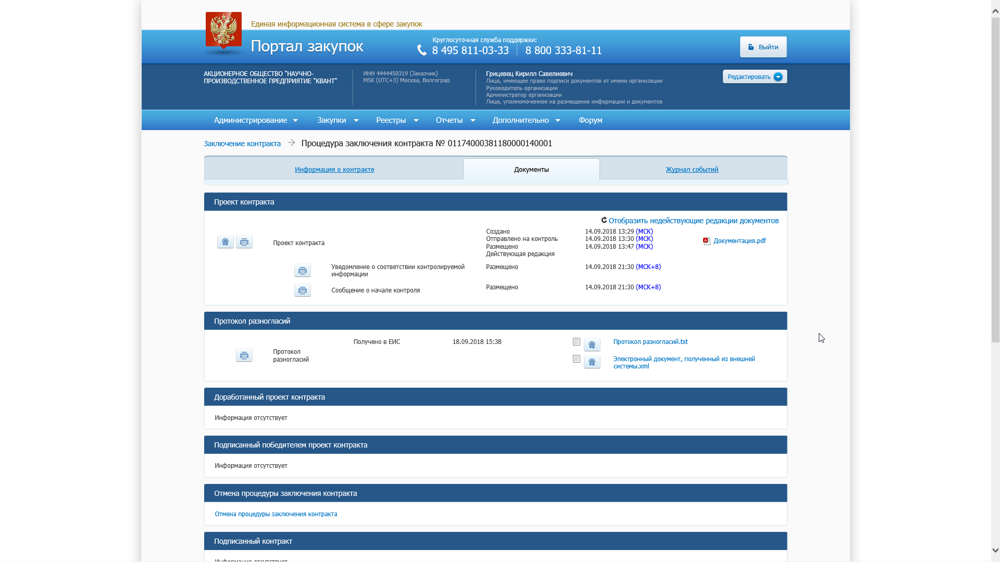 Единая информационная система в сфере закупок
Портал закупок
Круглосуточная служба поддержки:
8 495 811-03-33
8 800 333-81-11
Выйти
АКЦИОНЕРНОЕ ОБЩЕСТВО "НАУЧНО-
ПРОИЗВОДСТВЕННОЕ ПРЕДПРИЯТИЕ "КВАНТ"
ИНН 4444450319 (Заказчик)
MSK (UTC+3) Москва, Волгоград
Грицевец Кирилл Савелиевич
Лицо, имеющее право подписи документов от имени организации
Руководитель организации
Администратор организации
Лицо, уполномоченное на размещение информации и документов
Редактировать
Администрирование
Закупки
Реестры
Отчеты
Дополнительно
Форум
Заключение контракта
Процедура заключения контракта № 01174000381180000140001
Информация о контракте
Документы
Журнал событий
Проект контракта
Отобразить недействующие редакции документов
Проект контракта
Создано 14.09.2018 13:29 (МСК)
Отправлено на контроль 14.09.2018 13:30 (МСК)
Размещено 14.09.2018 13:47 (МСК)
Действующая редакция
Документация.pdf
Уведомление о соответствии контролируемой
информации
Размещено 14.09.2018 21:30 (МСК+8)
Сообщение о начале контроля
Размещено 14.09.2018 21:30 (МСК+8)
Протокол разногласий
Протокол
разногласий
Получено в ЕИС 18.09.2018 15:38
Протокол разногласий.txt
Электронный документ, полученный из внешней
системы.xml
Доработанный проект контракта
Информация отсутствует
Подписанный победителем проект контракта
Информация отсутствует
Отмена процедуры заключения контракта
Отмена процедуры заключения контракта
Подписанный контракт